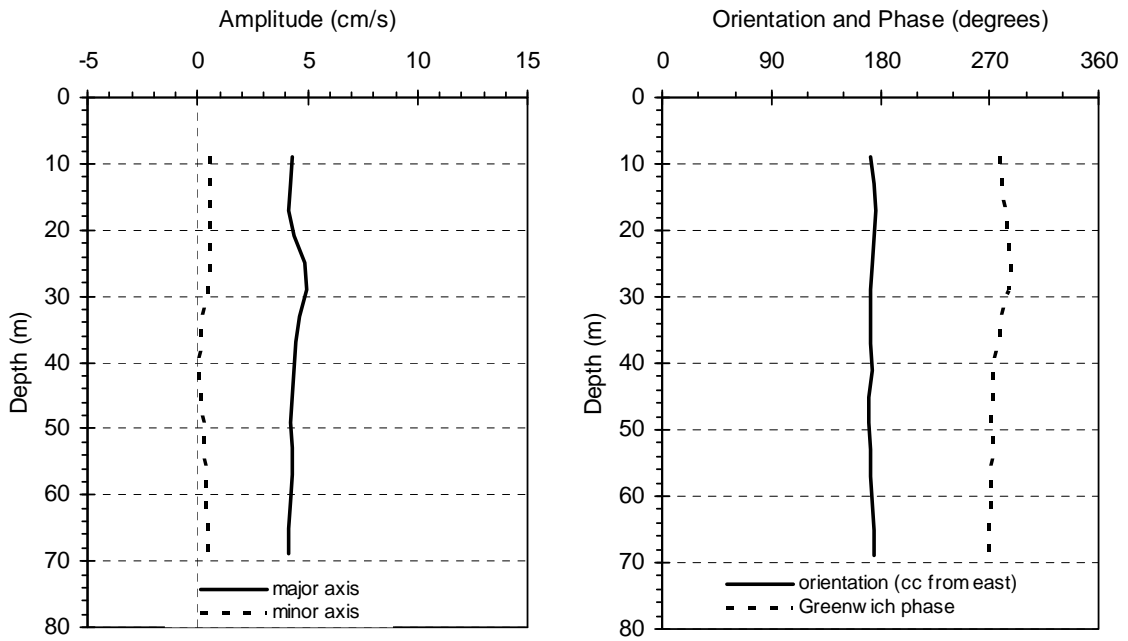 Amplitude (cm/s)
-5 0 5 10 15
0
10
20
30
40
50
60
70
80
Depth (m)
major axis
minor axis
Orientation and Phase (degrees)
0 90 180 270 360
0
10
20
30
40
50
60
70
80
Depth (m)
orientation (cc from east)
Greenwich phase